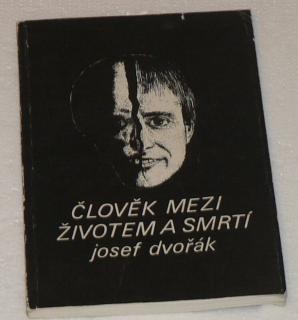 ČLOVĚK MEZI
ŽIVOTEM A SMRTÍ
josef dvořák